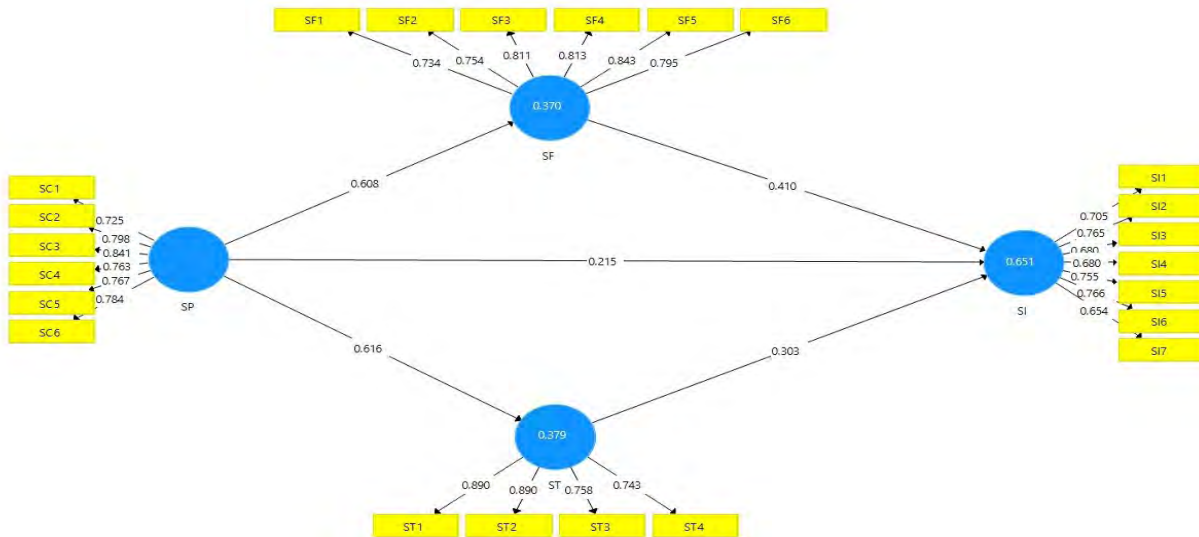 SF1 SF2 SF3 SF4 SF5 SF6
0.734 0.754 0.811 0.813 0.843 0.795
0.370
SF
0.608
0.410
SC1
SC2
SC3
SC4
SC5
SC6
0.725
0.798
0.841
0.763
0.767
0.784
SP
0.215
0.651
SI
0.705
0.765
0.680
0.680
0.755
0.766
0.654
SI1
SI2
SI3
SI4
SI5
SI6
SI7
0.616
0.303
0.379
ST
0.890 0.890 0.758 0.743
ST1 ST2 ST3 ST4